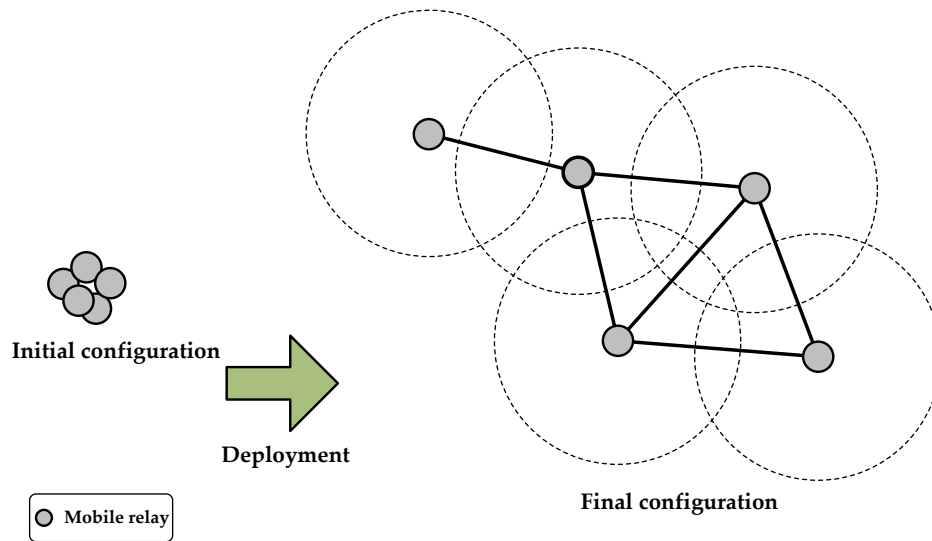 Initial configuration
Deployment
Final configuration
Mobile relay